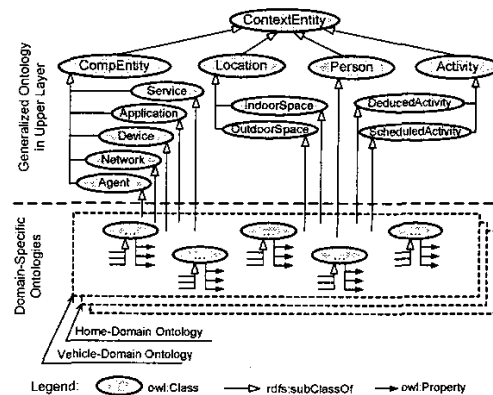 ContextEntity
CompEntity
Location
Person
Activity
Service
Application
Device
Network
Agent
IndoorSpace
OutdoorSpace
DeducedActivity
ScheduledActivity
Generalized Ontology
in Upper Layer
Domain-Specific
Ontologies
...
...
...
...
...
Home-Domain Ontology
Vehicle-Domain Ontology
Legend: owl:Class rdfs:subClassOf owl:Property